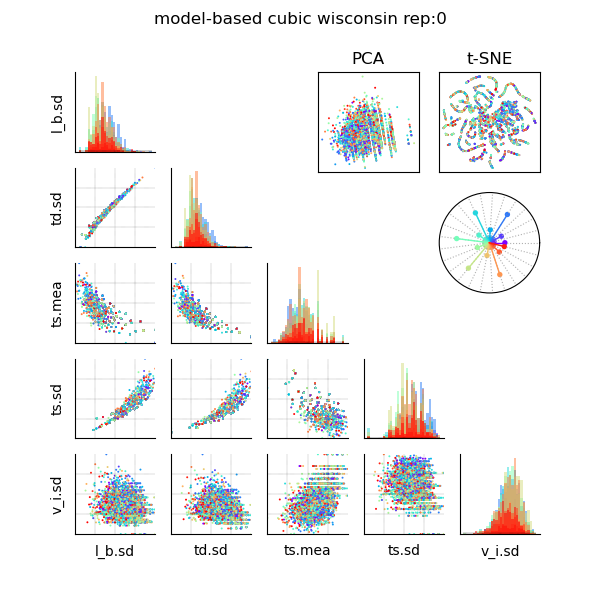 model-based cubic wisconsin rep:0
PCA
t-SNE
l_b.sd
td.sd
ts.mea
ts.sd
v_i.sd
l_b.sd
td.sd
ts.mea
ts.sd
v_i.sd